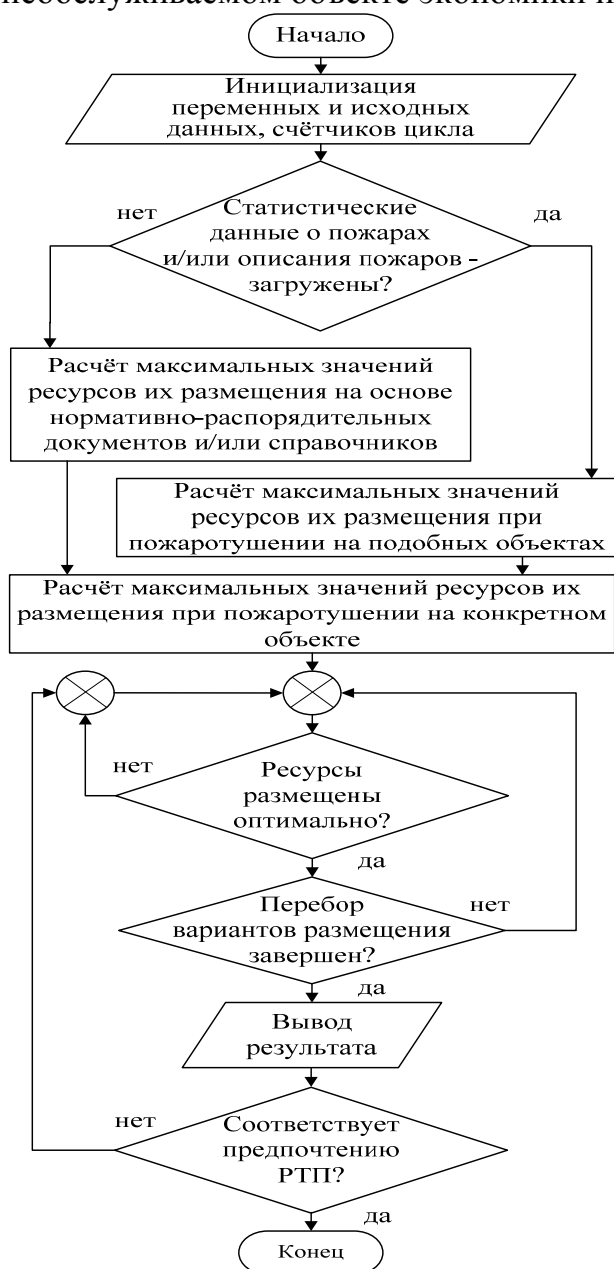 необслуживаемом объекте экономики
Начало
Инициализация
переменных и исходных
данных, счётчиков цикла
нет
да
Статистические
данные о пожарах
и/или описания пожаров -
загружены?
Расчёт максимальных значений
ресурсов их размещения на основе
нормативно-распорядительных
документов и/или справочников
Расчёт максимальных значений
ресурсов их размещения при
пожаротушении на подобных объектах
Расчёт максимальных значений ресурсов их
размещения при пожаротушении на конкретном
объекте
нет
Ресурсы
размещены
оптимально?
да
Перебор
вариантов размещения
завершен?
нет
да
Вывод
результата
нет
Соответствует
предпочтению
РТП?
да
Конец